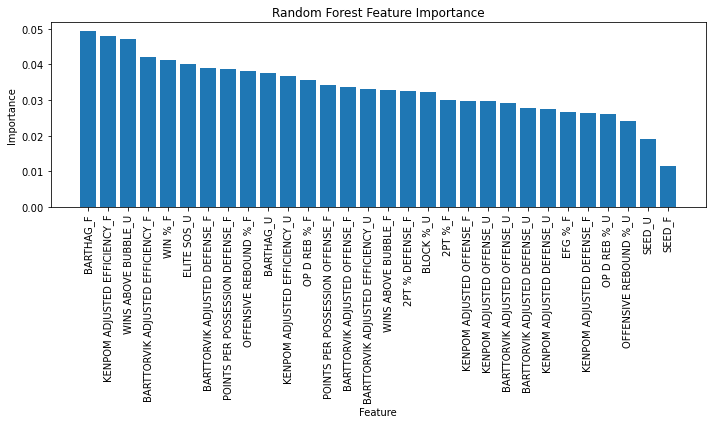 Random Forest Feature Importance
Importance
0.05
0.04
0.03
0.02
0.01
0.00
BARTHAG_F
KENPOM ADJUSTED EFFICIENCY_F
WINS ABOVE BUBBLE_U
BARTTORVIK ADJUSTED EFFICIENCY_F
WIN %_F
ELITE SOS_U
BARTTORVIK ADJUSTED DEFENSE_F
POINTS PER POSSESSION DEFENSE_F
OFFENSIVE REBOUND %_F
BARTHAG_U
KENPOM ADJUSTED EFFICIENCY_U
OP D REB %_F
POINTS PER POSSESSION OFFENSE_F
BARTTORVIK ADJUSTED OFFENSE_F
BARTTORVIK ADJUSTED EFFICIENCY_U
WINS ABOVE BUBBLE_F
2PT % DEFENSE_F
BLOCK %_U
2PT %_F
KENPOM ADJUSTED OFFENSE_F
KENPOM ADJUSTED OFFENSE_U
BARTTORVIK ADJUSTED OFFENSE_U
BARTTORVIK ADJUSTED DEFENSE_U
KENPOM ADJUSTED DEFENSE_U
EFG %_F
KENPOM ADJUSTED DEFENSE_F
OP D REB %_U
OFFENSIVE REBOUND %_U
SEED_U
SEED_F
Feature